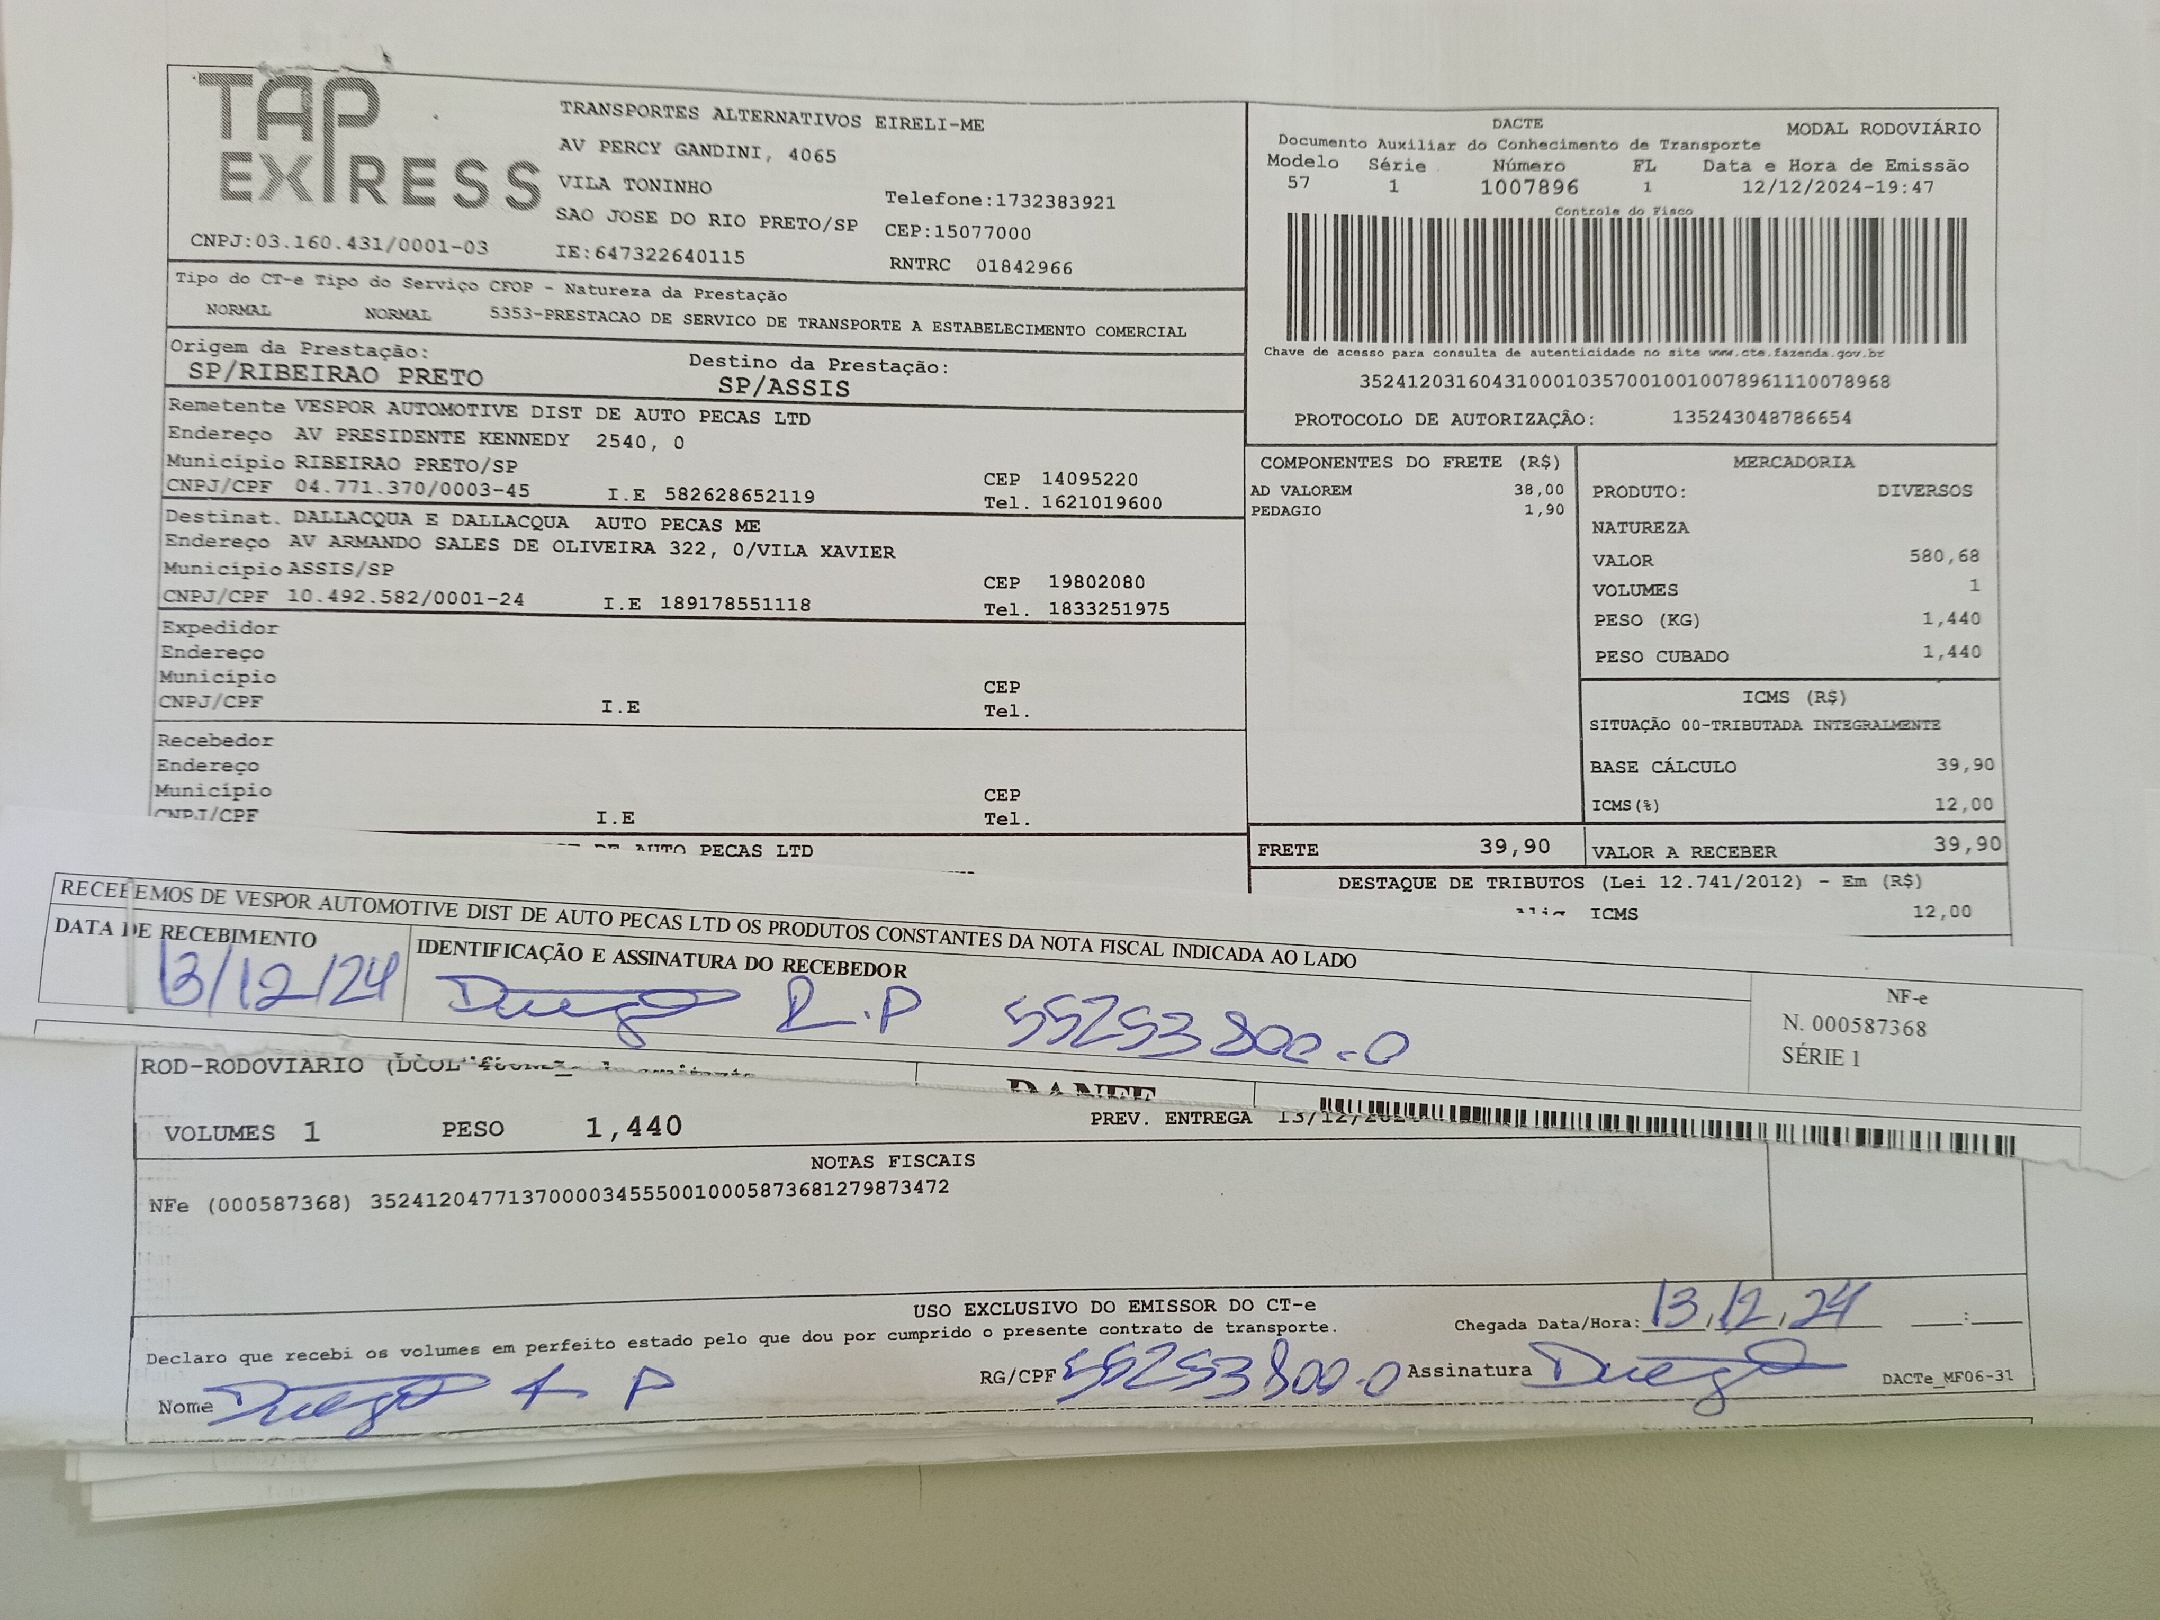 TAP EXPRESS
TRANSPORTES ALTERNATIVOS EIRELI-ME
AV PERCY GANDINI, 4065
VILA TONINHO
Telefone:1732383921
SAO JOSE DO RIO PRETO/SP CEP:15077000
CNPJ:03.160.431/0001-03 IE:647322640115 RNTRC 01842966
Tipo do CT-e Tipo do Serviço CFOP - Natureza da Prestação
NORMAL NORMAL 5353-PRESTACAO DE SERVICO DE TRANSPORTE A ESTABELECIMENTO COMERCIAL
Origem da Prestação: Destino da Prestação:
SP/RIBEIRAO PRETO SP/ASSIS
Remetente VESPOR AUTOMOTIVE DIST DE AUTO PECAS LTD
Endereço AV PRESIDENTE KENNEDY 2540, 0
Município RIBEIRAO PRETO/SP CEP 14095220
CNPJ/CPF 04.771.370/0003-45 I.E 582628652119 Tel. 1621019600
Destinat. DALLACQUA E DALLACQUA AUTO PECAS ME
Endereço AV ARMANDO SALES DE OLIVEIRA 322, 0/VILA XAVIER
Município ASSIS/SP CEP 19802080
CNPJ/CPF 10.492.582/0001-24 I.E 189178551118 Tel. 1833251975
Expedidor
Endereço
Município CEP
CNPJ/CPF I.E Tel.
Recebedor
Endereço
Município CEP
CNPJ/CPF I.E Tel.
DE AUTO PECAS LTD
DACTE MODAL RODOVIÁRIO
Documento Auxiliar do Conhecimento de Transporte
Modelo Série Número FL Data e Hora de Emissão
57 1 1007896 1 12/12/2024-19:47
Controle do Fisco
Chave de acesso para consulta de autenticidade no site www.cte.fazenda.gov.br
35241203160431000103570010010078961110078968
PROTOCOLO DE AUTORIZAÇÃO: 135243048786654
COMPONENTES DO FRETE (R$)
AD VALOREM 38,00
PEDAGIO 1,90
MERCADORIA
PRODUTO: DIVERSOS
NATUREZA
VALOR 580,68
VOLUMES 1
PESO (KG) 1,440
PESO CUBADO 1,440
ICMS (R$)
SITUAÇÃO 00-TRIBUTADA INTEGRALMENTE
BASE CÁLCULO 39,90
ICMS(%) 12,00
FRETE 39,90 VALOR A RECEBER 39,90
DESTAQUE DE TRIBUTOS (Lei 12.741/2012) - Em (R$)
ICMS 12,00
RECEBEMOS DE VESPOR AUTOMOTIVE DIST DE AUTO PECAS LTD OS PRODUTOS CONSTANTES DA NOTA FISCAL INDICADA AO LADO
DATA DE RECEBIMENTO IDENTIFICAÇÃO E ASSINATURA DO RECEBEDOR
13/12/24 Diego R.P 55253800-0
NF-e
N. 000587368
SÉRIE 1
ROD-RODOVIARIO
DANFE
VOLUMES 1 PESO 1,440 PREV. ENTREGA 13/12/
NOTAS FISCAIS
NFe (000587368) 35241204771370000345550010005873681279873472
USO EXCLUSIVO DO EMISSOR DO CT-e
Declaro que recebi os volumes em perfeito estado pelo que dou por cumprido o presente contrato de transporte. Chegada Data/Hora: 13,12,24 __:__
Nome Diego R P RG/CPF 55253800-0 Assinatura Diego DACTe_MF06-31